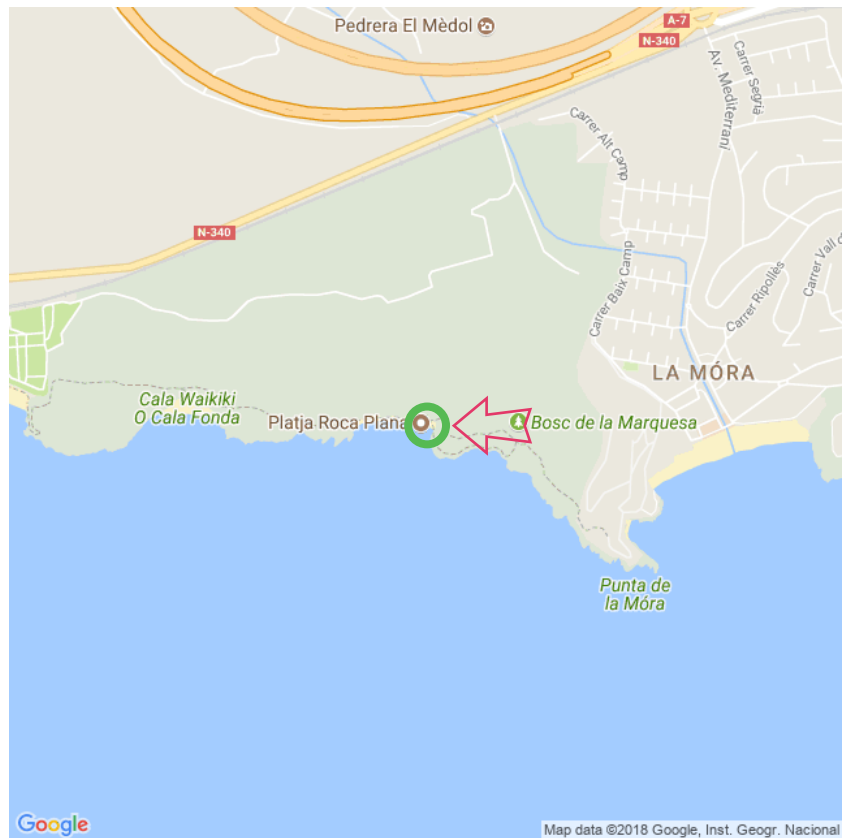 Pedrera El Mèdol
A-7
N-340
Carrer Segrià
Av. Mediterrani
Carrer Alt Camp
N-340
Carrer Baix Camp
Carrer Ripollès
Carrer Vall
LA MÓRA
Cala Waikiki
O Cala Fonda
Platja Roca Plana
Bosc de la Marquesa
Punta de
la Móra
Google
Map data ©2018 Google, Inst. Geogr. Nacional